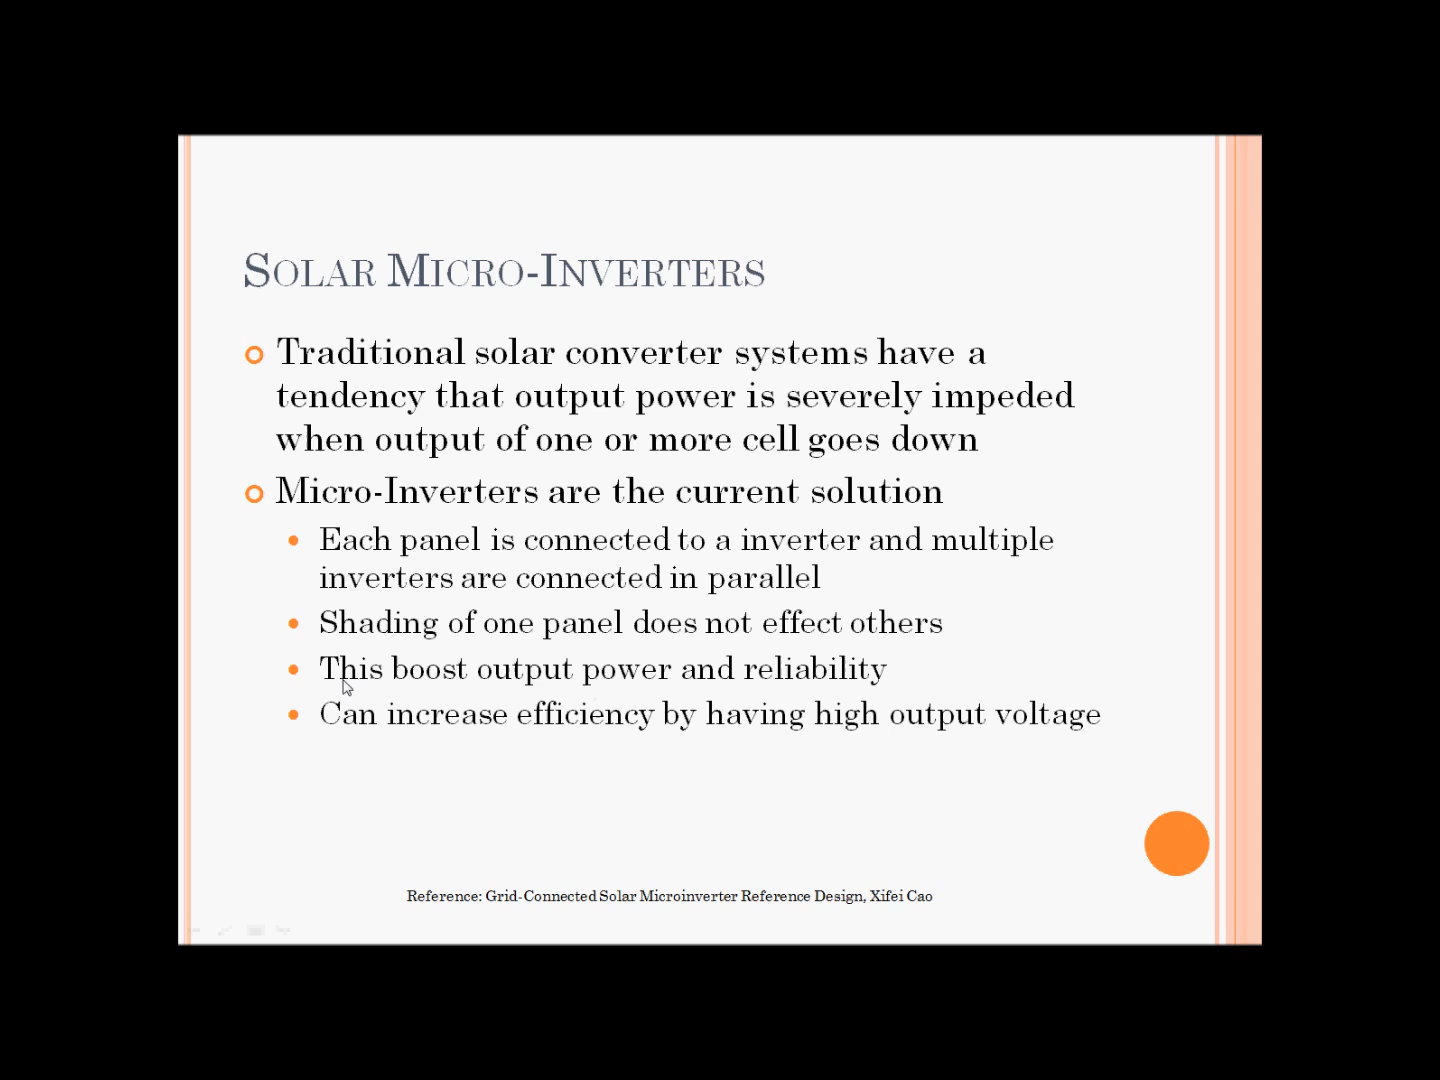 Solar Micro-Inverters
Traditional solar converter systems have a
tendency that output power is severely impeded
when output of one or more cell goes down
Micro-Inverters are the current solution
Each panel is connected to a inverter and multiple
inverters are connected in parallel
Shading of one panel does not effect others
This boost output power and reliability
Can increase efficiency by having high output voltage
Reference: Grid-Connected Solar Microinverter Reference Design, Xifei Cao